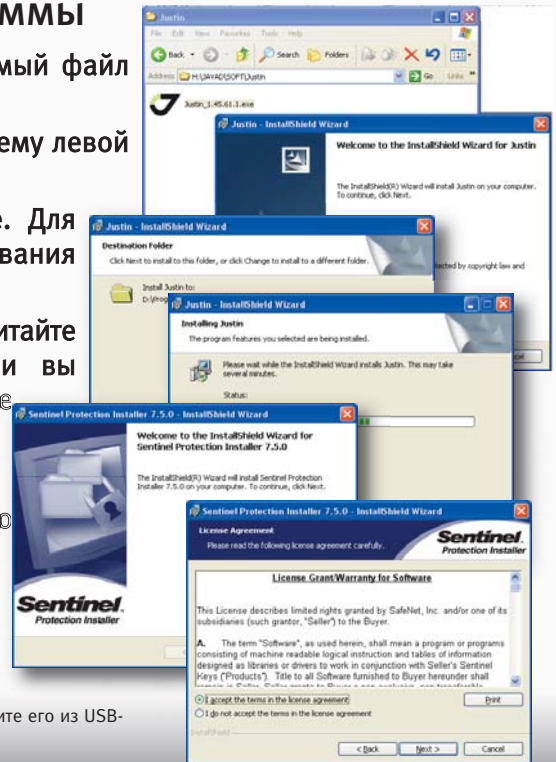 ММЫ
мый файл
ему левой
е. Для
вания
итайте
и вы
Justin
File Edit View Favorites Tools Help
Back Search Folders
Address H:\JAVAD\SOFT\Justin Go Links
Justin_1.45.61.1.exe
Justin - InstallShield Wizard
Welcome to the InstallShield Wizard for Justin
The InstallShield(R) Wizard will install Justin on your computer.
To continue, click Next.
by copyright law and
Justin - InstallShield Wizard
Destination Folder
Click Next to install to this folder, or click Change to install to a different folder.
Install Justin to:
Justin - InstallShield Wizard
Installing Justin
The program features you selected are being installed.
Please wait while the InstallShield Wizard installs Justin. This may take
several minutes.
Status:
Sentinel Protection Installer 7.5.0 - InstallShield Wizard
Welcome to the InstallShield Wizard for
Sentinel Protection Installer 7.5.0
The InstallShield(R) Wizard will install Sentinel Protection
Installer 7.5.0 on your computer. To continue, click Next.
Sentinel.
Protection Installer
Sentinel Protection Installer 7.5.0 - InstallShield Wizard
License Agreement
Please read the following license agreement carefully.
Sentinel.
Protection Installer
License Grant/Warranty for Software
This License describes limited rights granted by SafeNet, Inc. and/or one of its
subsidiaries (such grantor, "Seller") to the Buyer.
A. The term "Software", as used herein, shall mean a program or programs
consisting of machine readable logical instruction and tables of information
designed as libraries or drivers to work in conjunction with Seller's Sentinel
Keys ("Products"). Title to all Software furnished to Buyer hereunder shall
I accept the terms in the license agreement
Print
I do not accept the terms in the license agreement
InstallShield
< Back Next > Cancel
ите его из USB-